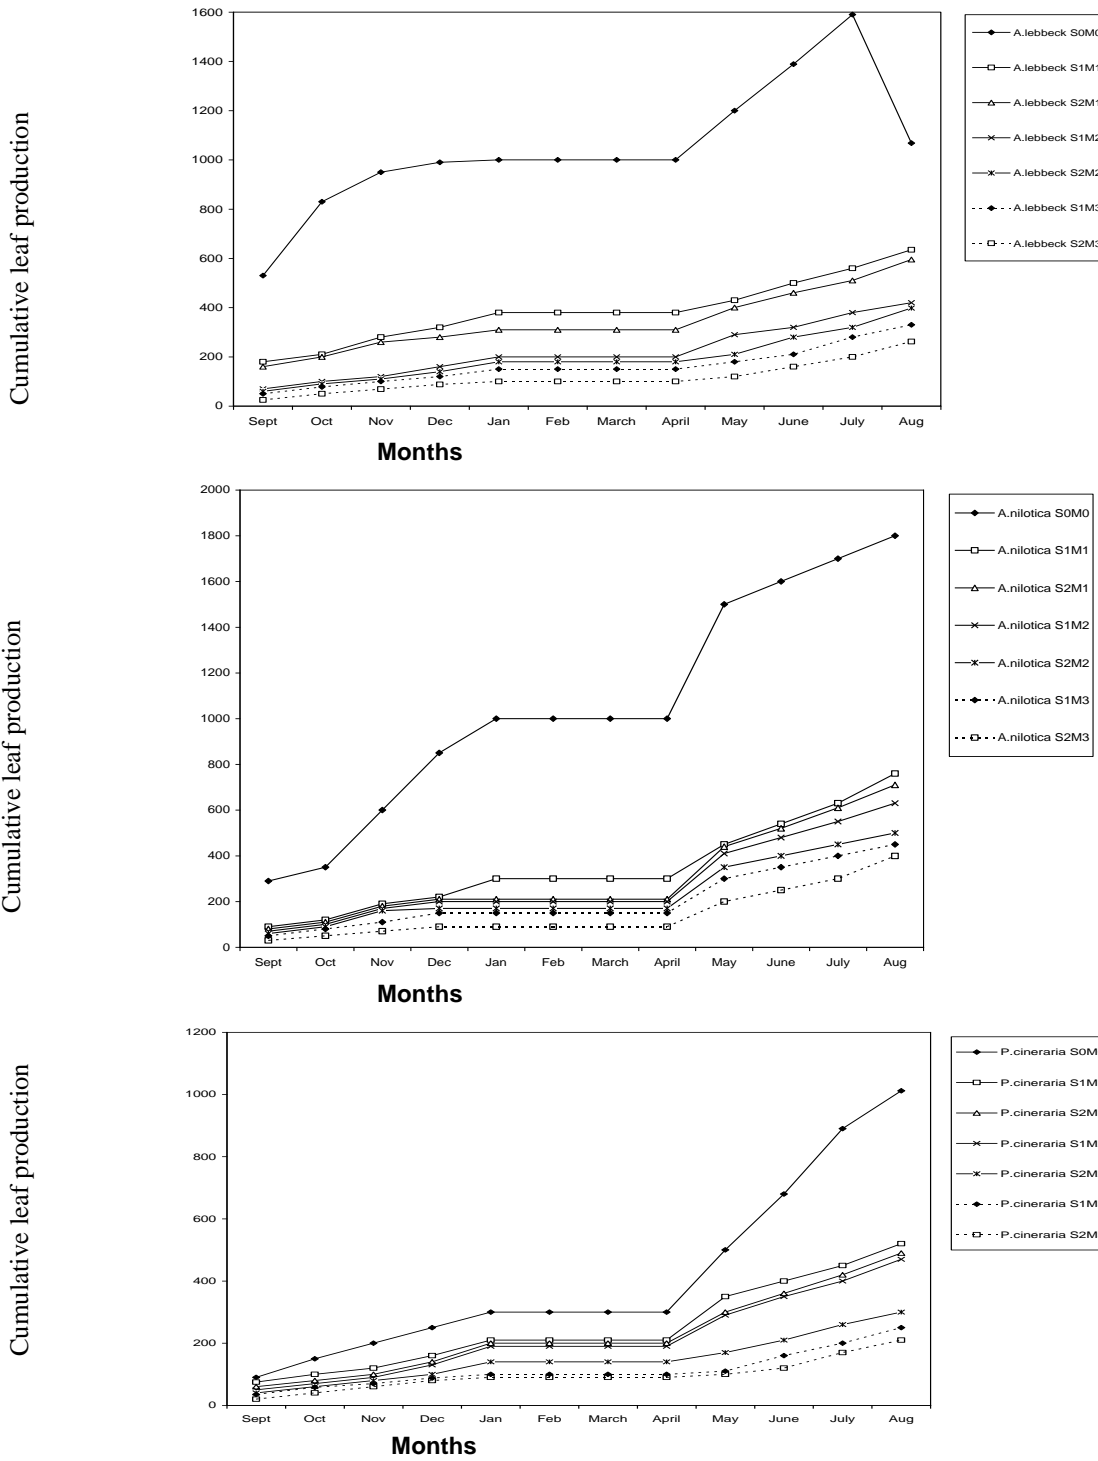 Cumulative leaf production
1600
1400
1200
1000
800
600
400
200
0
Sept Oct Nov Dec Jan Feb March April May June July Aug
Months
A.lebbeck S0M0
A.lebbeck S1M1
A.lebbeck S2M1
A.lebbeck S1M2
A.lebbeck S2M2
A.lebbeck S1M3
A.lebbeck S2M3
Cumulative leaf production
2000
1800
1600
1400
1200
1000
800
600
400
200
0
Sept Oct Nov Dec Jan Feb March April May June July Aug
Months
A.nilotica S0M0
A.nilotica S1M1
A.nilotica S2M1
A.nilotica S1M2
A.nilotica S2M2
A.nilotica S1M3
A.nilotica S2M3
Cumulative leaf production
1200
1000
800
600
400
200
0
Sept Oct Nov Dec Jan Feb March April May June July Aug
Months
P.cineraria S0M
P.cineraria S1M
P.cineraria S2M
P.cineraria S1M
P.cineraria S2M
P.cineraria S1M
P.cineraria S2M